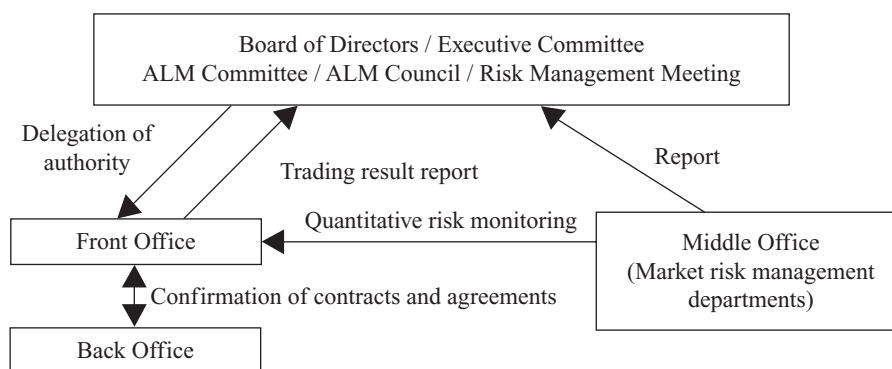 Board of Directors / Executive Committee
ALM Committee / ALM Council / Risk Management Meeting
Delegation of
authority
Trading result report
Report
Quantitative risk monitoring
Front Office
Middle Office
(Market risk management
departments)
Confirmation of contracts and agreements
Back Office